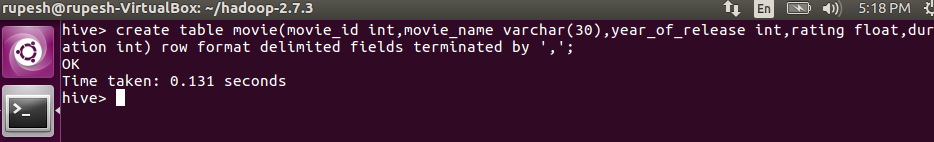 rupesh@rupesh-VirtualBox: ~/hadoop-2.7.3
En
5:18 PM
hive> create table movie(movie_id int,movie_name varchar(30),year_of_release int,rating float,dur
ation int) row format delimited fields terminated by ',';
OK
Time taken: 0.131 seconds
hive>
>_